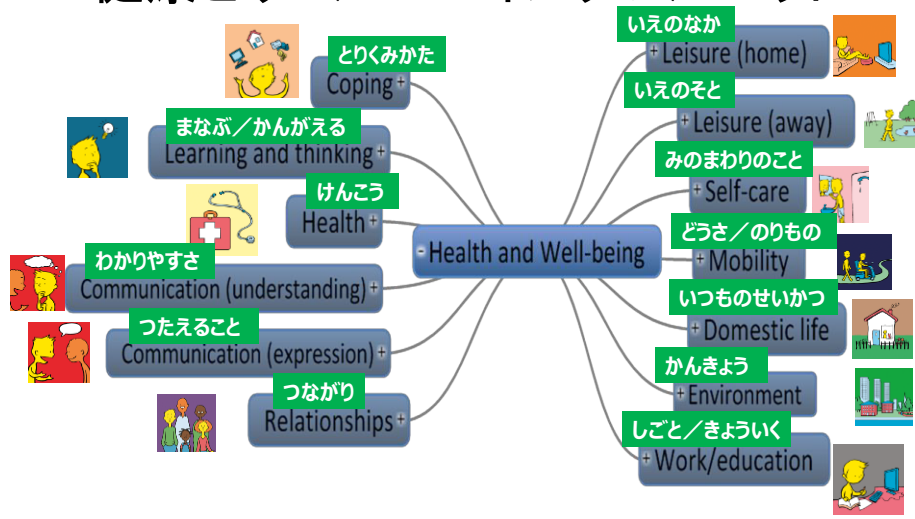 とりくみかた
Coping
まなぶ／かんがえる
Learning and thinking
けんこう
Health
わかりやすさ
Communication (understanding)
つたえること
Communication (expression)
つながり
Relationships
Health and Well-being
いえのなか
Leisure (home)
いえのそと
Leisure (away)
みのまわりのこと
Self-care
どうさ／のりもの
Mobility
いつものせいかつ
Domestic life
かんきょう
Environment
しごと／きょういく
Work/education